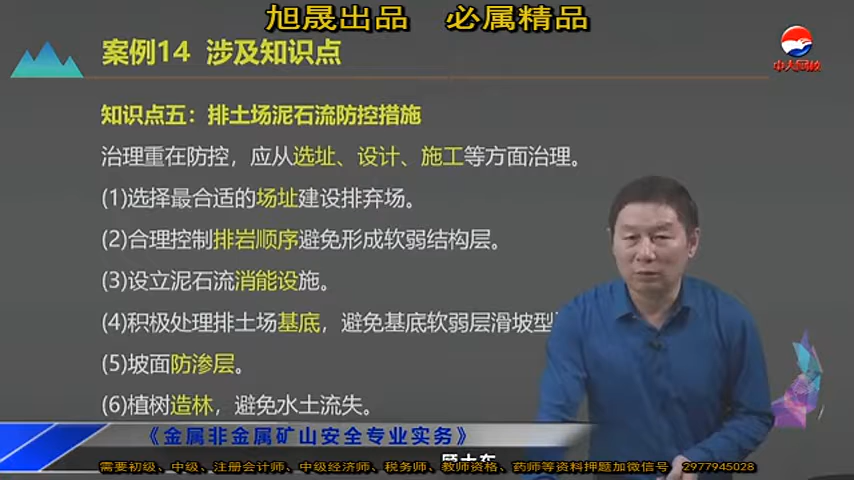 旭晟出品 必属精品
案例14 涉及知识点
中大网校
知识点五：排土场泥石流防控措施
治理重在防控，应从选址、设计、施工等方面治理。
(1)选择最合适的场址建设排弃场。
(2)合理控制排岩顺序避免形成软弱结构层。
(3)设立泥石流消能设施。
(4)积极处理排土场基底，避免基底软弱层滑坡型
(5)坡面防渗层。
(6)植树造林，避免水土流失。
《金属非金属矿山安全专业实务》
需要初级、中级、注册会计师、中级经济师、税务师、教师资格、药师等资料押题加微信号 2977945028